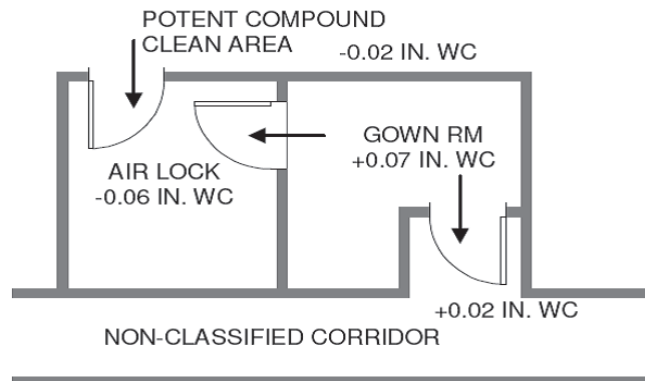 POTENT COMPOUND
CLEAN AREA
-0.02 IN. WC
AIR LOCK
-0.06 IN. WC
GOWN RM
+0.07 IN. WC
+0.02 IN. WC
NON-CLASSIFIED CORRIDOR